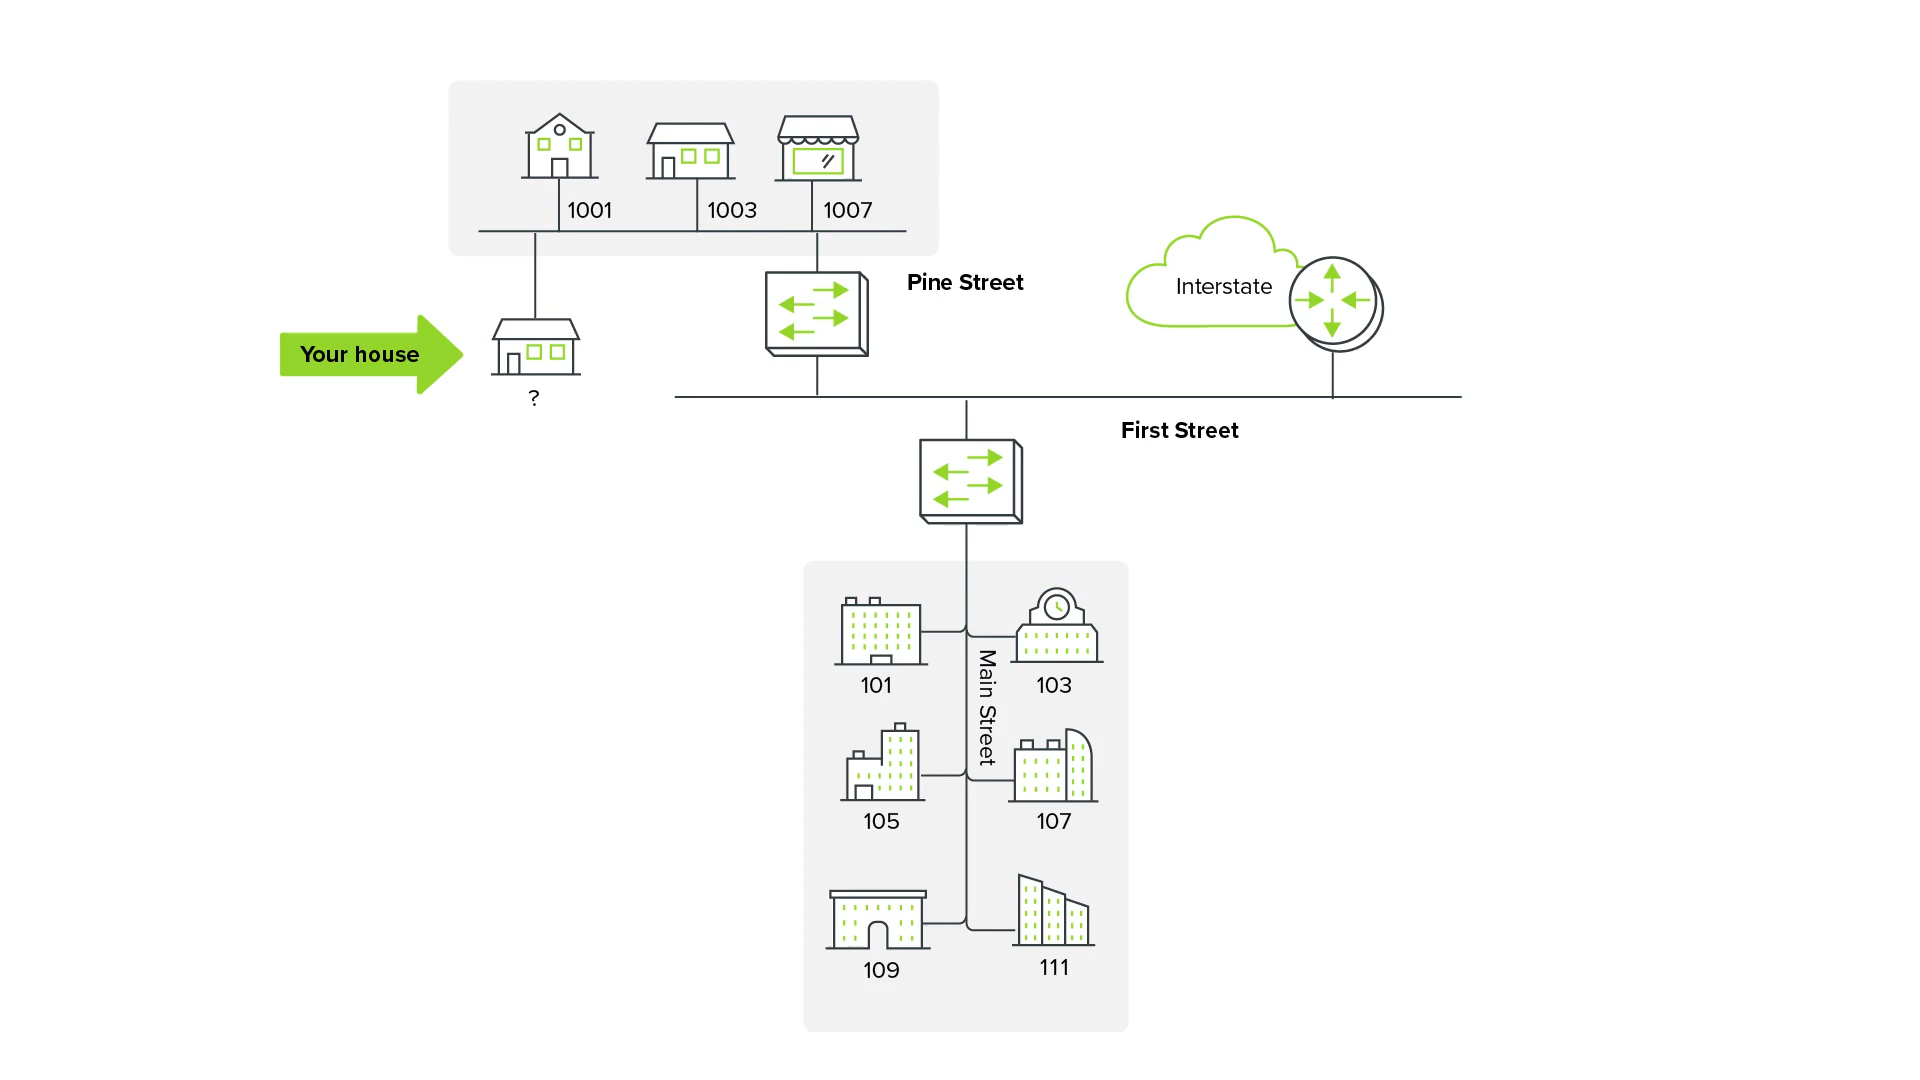 1001
1003
1007
Pine Street
Interstate
Your house
?
First Street
101
103
Main Street
105
107
109
111